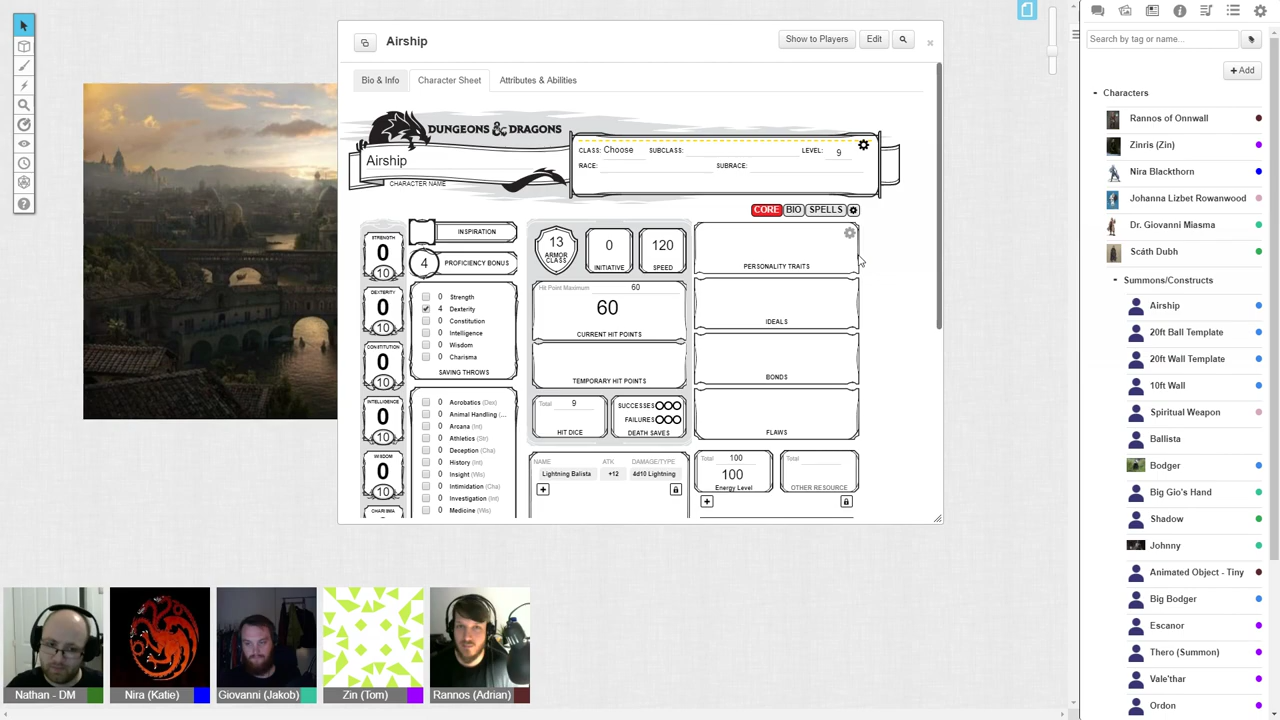 Airship
Show to Players
Edit
Bio & Info
Character Sheet
Attributes & Abilities
DUNGEONS & DRAGONS
Airship
CHARACTER NAME
CLASS: Choose SUBCLASS: LEVEL: 9
RACE: SUBRACE:
CORE BIO SPELLS
STRENGTH
0
10
DEXTERITY
0
10
CONSTITUTION
0
10
INTELLIGENCE
0
10
WISDOM
0
10
CHARISMA
INSPIRATION
4 PROFICIENCY BONUS
0 Strength
4 Dexterity
0 Constitution
0 Intelligence
0 Wisdom
0 Charisma
SAVING THROWS
0 Acrobatics (Dex)
0 Animal Handling (...
0 Arcana (Int)
0 Athletics (Str)
0 Deception (Cha)
0 History (Int)
0 Insight (Wis)
0 Intimidation (Cha)
0 Investigation (Int)
0 Medicine (Wis)
13
ARMOR
CLASS
0
INITIATIVE
120
SPEED
Hit Point Maximum 60
60
CURRENT HIT POINTS
TEMPORARY HIT POINTS
Total 9
HIT DICE
SUCCESSES
FAILURES
DEATH SAVES
NAME ATK DAMAGE/TYPE
Lightning Balista +12 4d10 Lightning
PERSONALITY TRAITS
IDEALS
BONDS
FLAWS
Total 100
100
Energy Level
Total
OTHER RESOURCE
Search by tag or name...
+ Add
Characters
Rannos of Onnwall
Zinris (Zin)
Nira Blackthorn
Johanna Lizbet Rowanwood
Dr. Giovanni Miasma
Scáth Dubh
Summons/Constructs
Airship
20ft Ball Template
20ft Wall Template
10ft Wall
Spiritual Weapon
Ballista
Bodger
Big Gio's Hand
Shadow
Johnny
Animated Object - Tiny
Big Bodger
Escanor
Thero (Summon)
Vale'thar
Ordon
Nathan - DM
Nira (Katie)
Giovanni (Jakob)
Zin (Tom)
Rannos (Adrian)